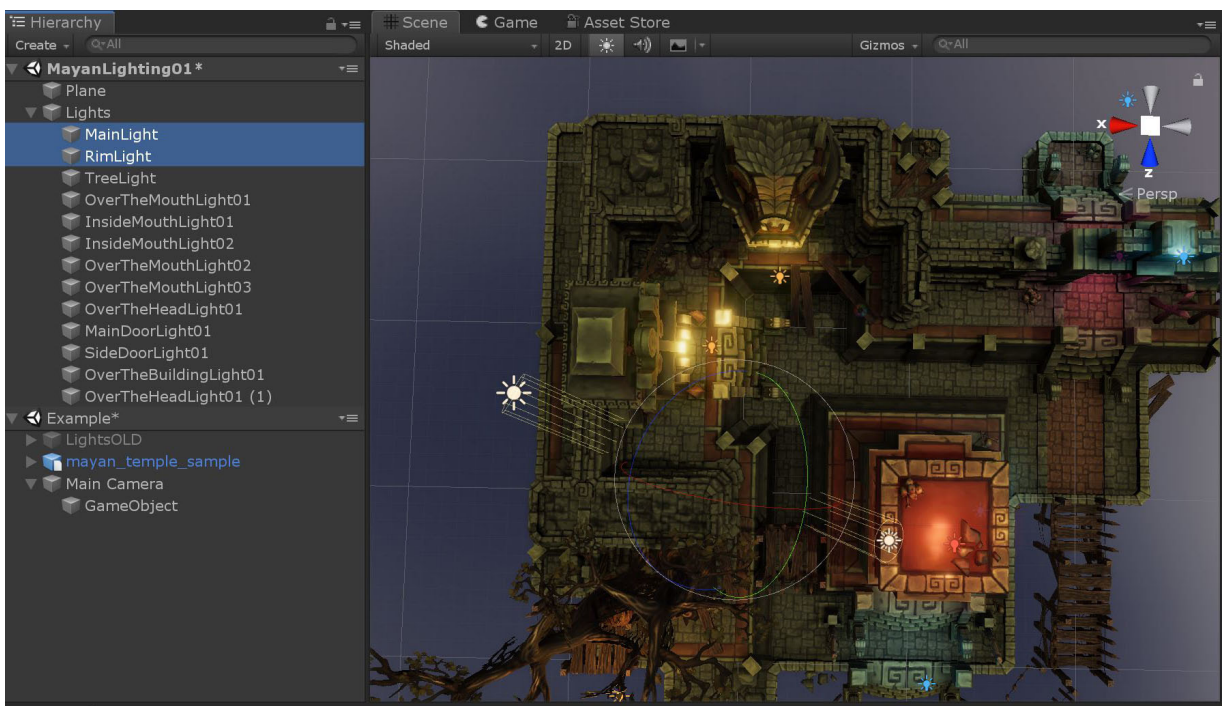 Hierarchy
Create
All
MayanLighting01*
Plane
Lights
MainLight
RimLight
TreeLight
OverTheMouthLight01
InsideMouthLight01
InsideMouthLight02
OverTheMouthLight02
OverTheMouthLight03
OverTheHeadLight01
MainDoorLight01
SideDoorLight01
OverTheBuildingLight01
OverTheHeadLight01 (1)
Example*
LightsOLD
mayan_temple_sample
Main Camera
GameObject
Scene Game Asset Store
Shaded 2D Gizmos All
x
z
Persp